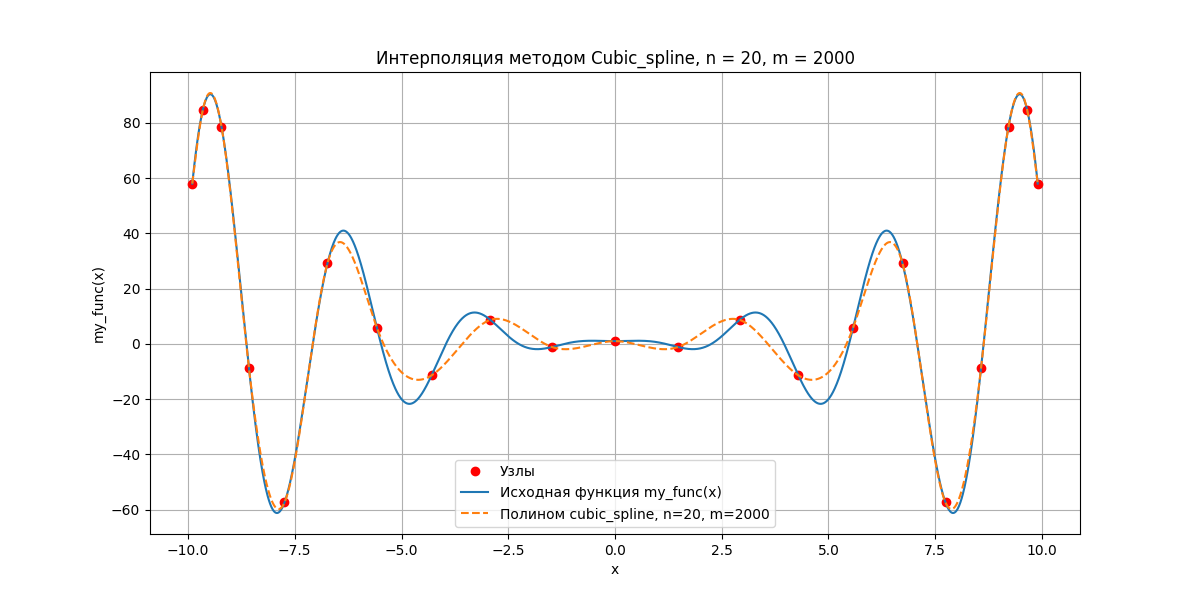 Интерполяция методом Cubic_spline, n = 20, m = 2000
my_func(x)
80
60
40
20
0
−20
−40
−60
Узлы
Исходная функция my_func(x)
Полином cubic_spline, n=20, m=2000
−10.0 −7.5 −5.0 −2.5 0.0 2.5 5.0 7.5 10.0
x